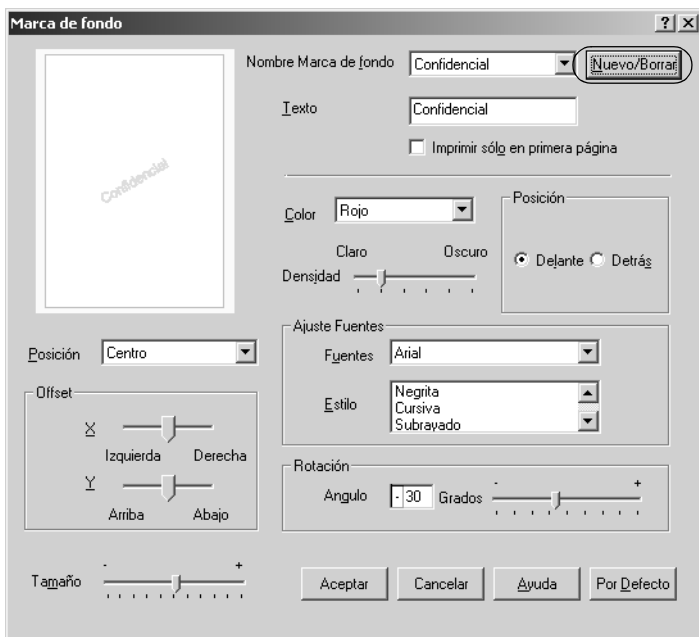 Marca de fondo
Nombre Marca de fondo Confidencial Nuevo/Borrar
Texto Confidencial
Imprimir sólo en primera página
Confidencial
Color Rojo
Posición
Claro Oscuro
Delante Detrás
Densidad
Ajuste Fuentes
Posición Centro
Fuentes Arial
Offset
Estilo Negrita
Cursiva
Subrayado
X
Izquierda Derecha
Y
Arriba Abajo
Rotación
Angulo -30 Grados - +
Tamaño - +
Aceptar Cancelar Ayuda Por Defecto